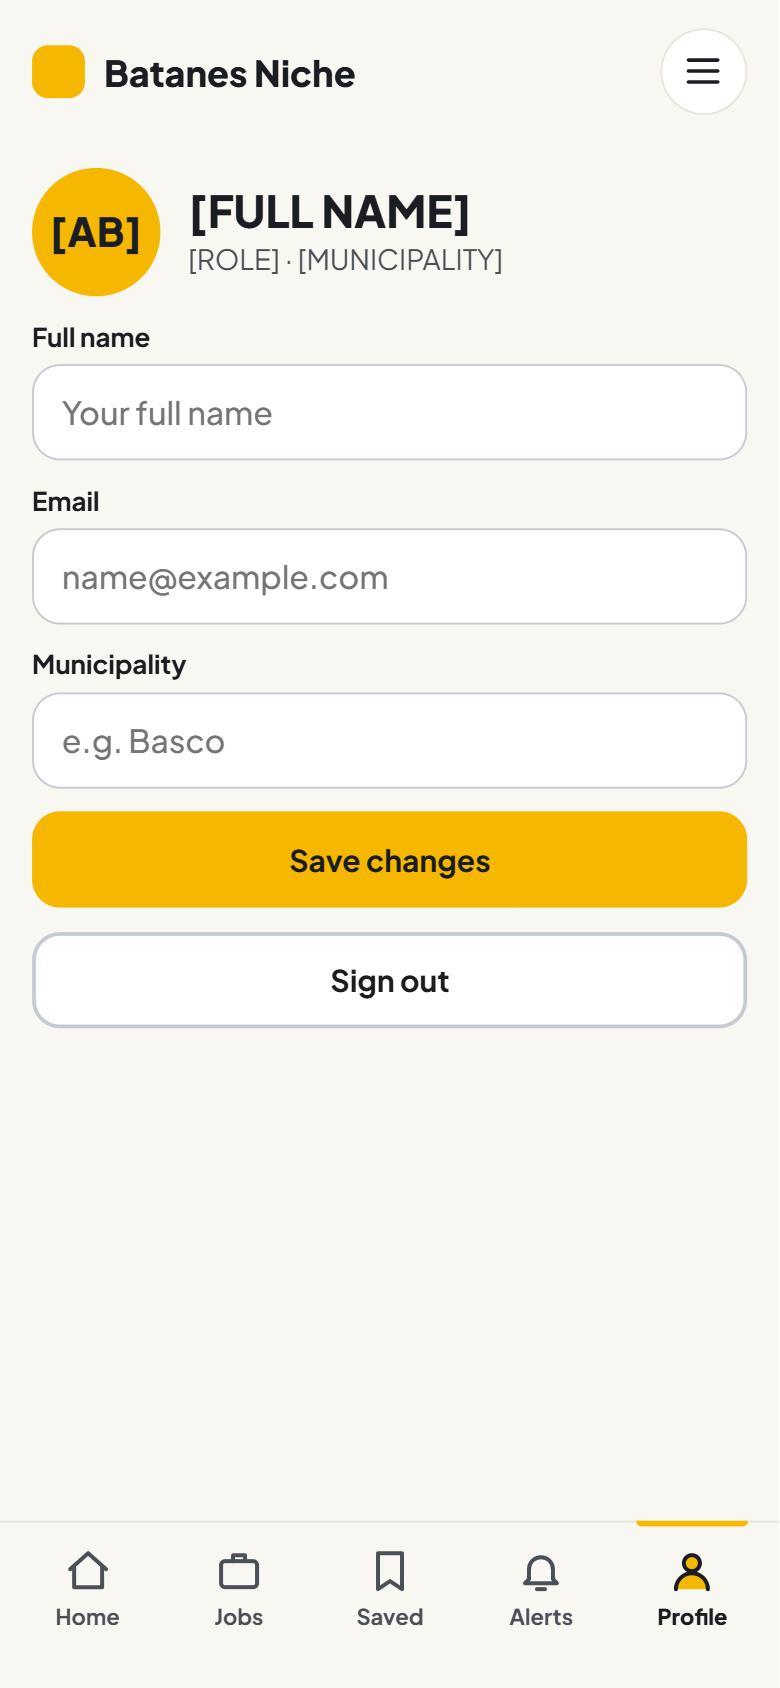 Batanes Niche
[AB]
[FULL NAME]
[ROLE] · [MUNICIPALITY]
Full name
Your full name
Email
name@example.com
Municipality
e.g. Basco
Save changes
Sign out
Home
Jobs
Saved
Alerts
Profile